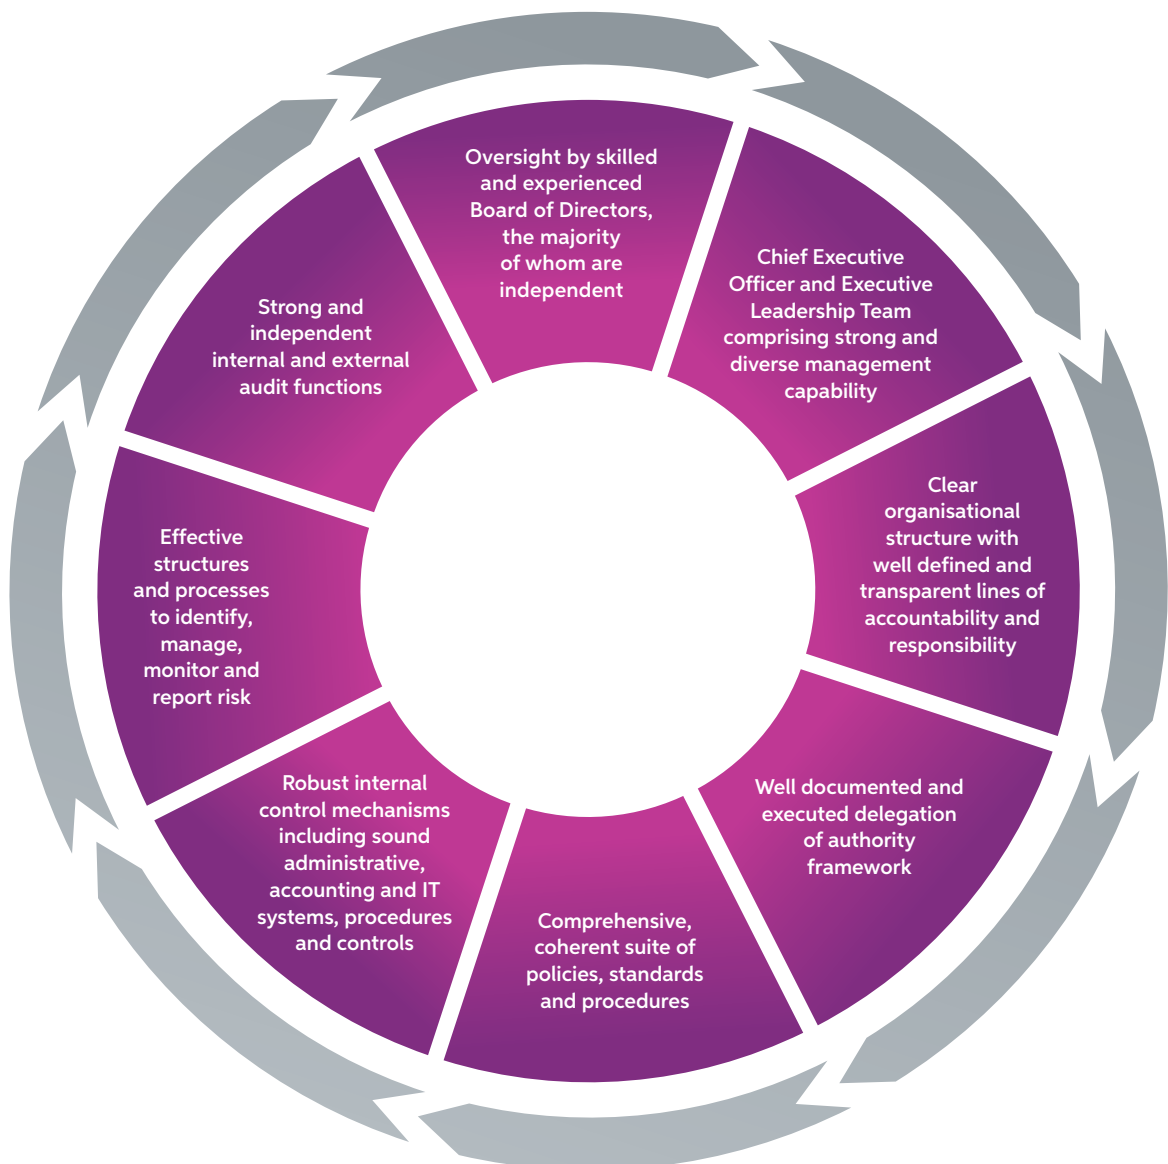 Oversight by skilled
and experienced
Board of Directors,
the majority
of whom are
independent
Chief Executive
Officer and Executive
Leadership Team
comprising strong and
diverse management
capability
Clear
organisational
structure with
well defined and
transparent lines of
accountability and
responsibility
Well documented and
executed delegation
of authority
framework
Comprehensive,
coherent suite of
policies, standards
and procedures
Robust internal
control mechanisms
including sound
administrative,
accounting and IT
systems, procedures
and controls
Effective
structures
and processes
to identify,
manage,
monitor and
report risk
Strong and
independent
internal and external
audit functions